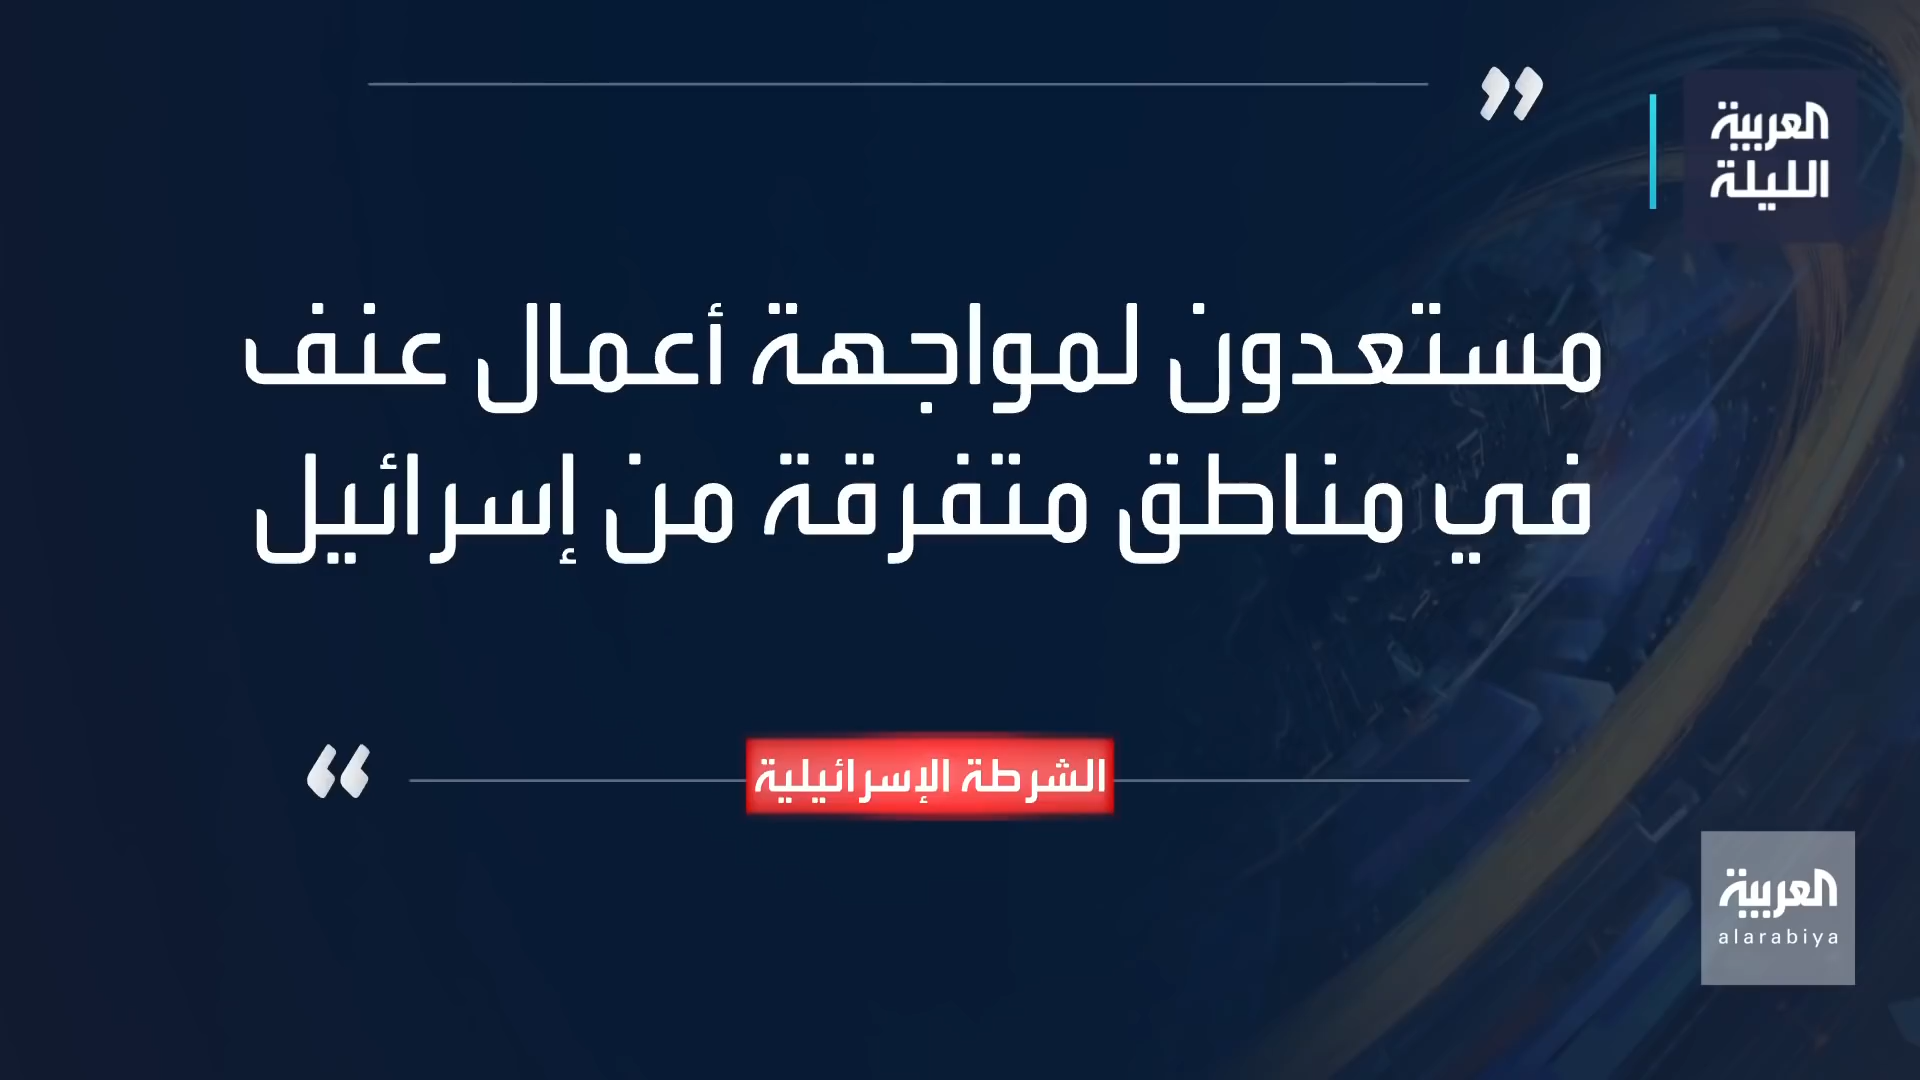 العربية
الليلة
مستعدون لمواجهة أعمال عنف
في مناطق متفرقة من إسرائيل
الشرطة الإسرائيلية
العربية
alarabiya